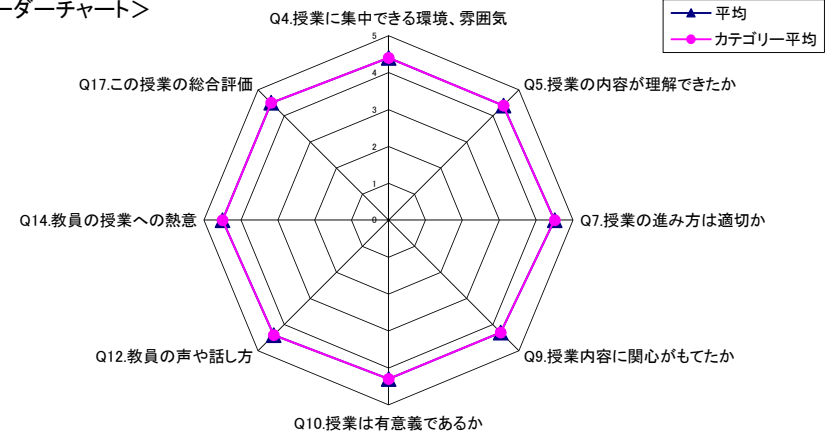 ーダーチャート＞
平均
カテゴリー平均
Q4.授業に集中できる環境、雰囲気
Q5.授業の内容が理解できたか
Q7.授業の進み方は適切か
Q9.授業内容に関心がもてたか
Q10.授業は有意義であるか
Q12.教員の声や話し方
Q14.教員の授業への熱意
Q17.この授業の総合評価
5
4
3
2
1
0